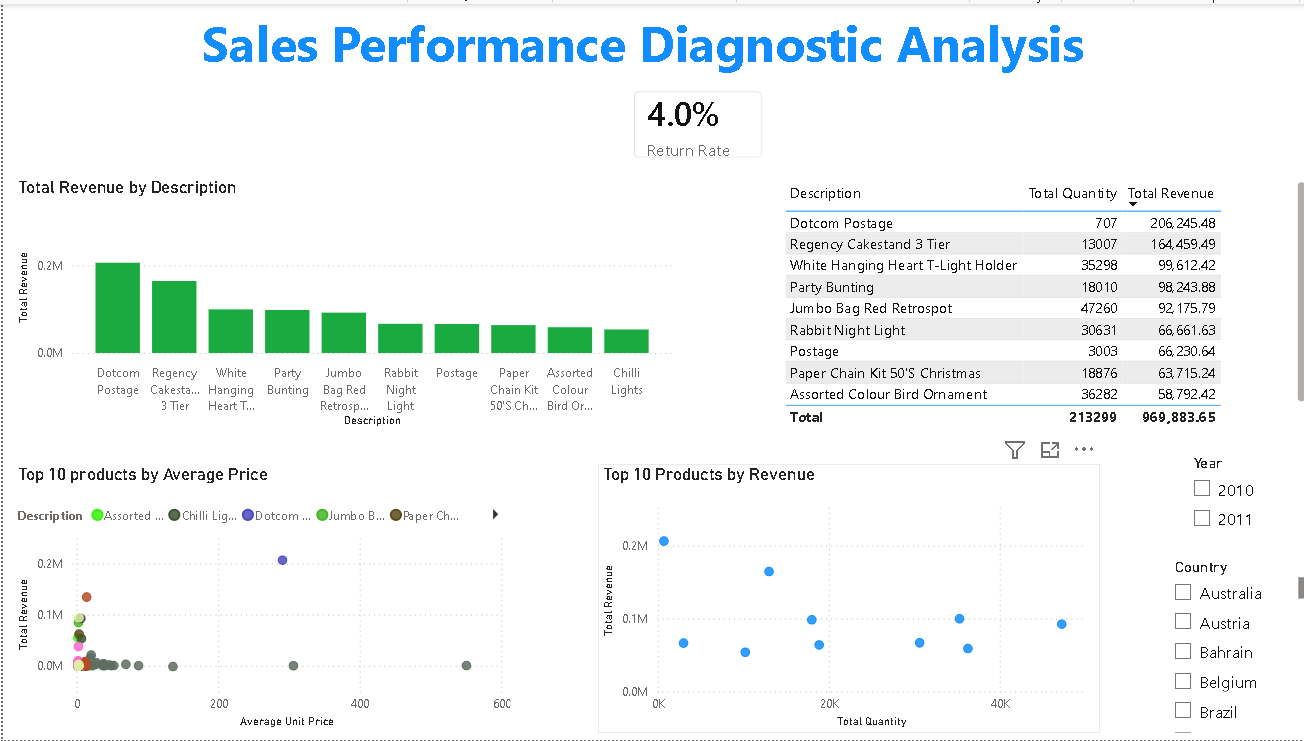 Sales Performance Diagnostic Analysis
4.0%
Return Rate
Total Revenue by Description
Total Revenue
0.2M
0.0M
Dotcom Postage
Regency Cakesta... 3 Tier
White Hanging Heart T...
Party Bunting
Jumbo Bag Red Retrosp...
Rabbit Night Light
Postage
Paper Chain Kit 50'S Ch...
Assorted Colour Bird Or...
Chilli Lights
Description
Description Total Quantity Total Revenue
Dotcom Postage 707 206,245.48
Regency Cakestand 3 Tier 13007 164,459.49
White Hanging Heart T-Light Holder 35298 99,612.42
Party Bunting 18010 98,243.88
Jumbo Bag Red Retrospot 47260 92,175.79
Rabbit Night Light 30631 66,661.63
Postage 3003 66,230.64
Paper Chain Kit 50'S Christmas 18876 63,715.24
Assorted Colour Bird Ornament 36282 58,792.42
Total 213299 969,883.65
Top 10 products by Average Price
Description Assorted ... Chilli Lig... Dotcom ... Jumbo B... Paper Ch...
Total Revenue
0.2M
0.1M
0.0M
0 200 400 600
Average Unit Price
Top 10 Products by Revenue
Total Revenue
0.2M
0.1M
0.0M
0K 20K 40K
Total Quantity
Year
2010
2011
Country
Australia
Austria
Bahrain
Belgium
Brazil